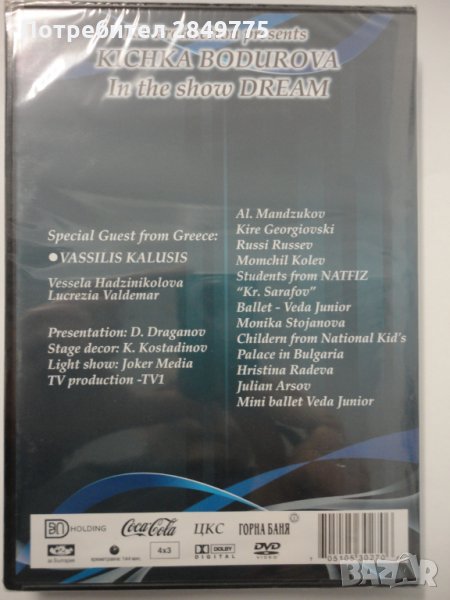 Потребител 2849775
presents
KICHKA BODUROVA
In the show DREAM
Special Guest from Greece:
●VASSILIS KALUSIS
Vessela Hadzinikolova
Lucrezia Valdemar
Presentation: D. Draganov
Stage decor: K. Kostadinov
Light show: Joker Media
TV production -TV1
Al. Mandzukov
Kire Georgiovski
Russi Russev
Momchil Kolev
Students from NATFIZ
“Kr. Sarafov”
Ballet - Veda Junior
Monika Stojanova
Childern from National Kid's
Palace in Bulgaria
Hristina Radeva
Julian Arsov
Mini ballet Veda Junior
HOLDING
Coca-Cola
ЦКС
ГОРНА БАНЯ
4x3
DOLBY
DIGITAL
DVD
VIDEO
BAZAR